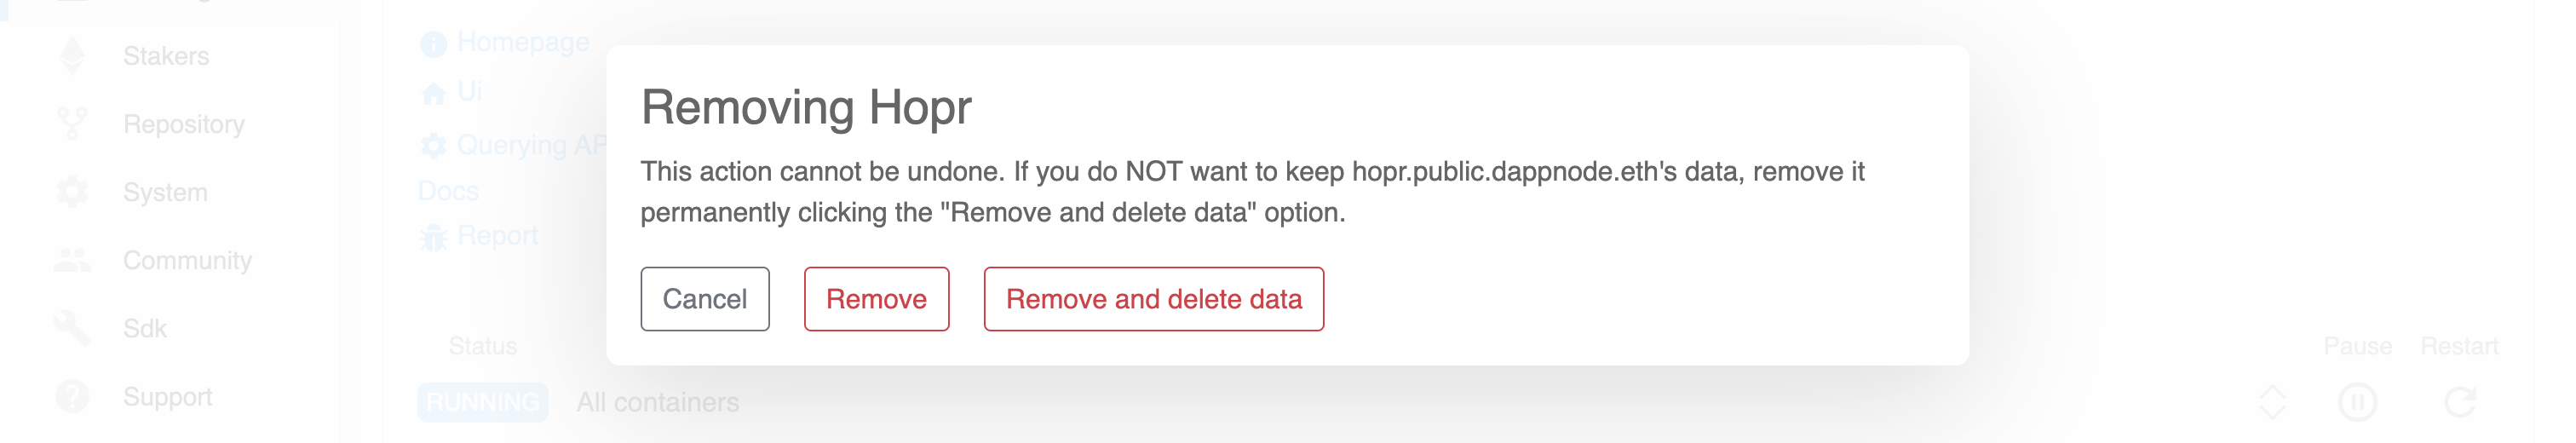 Stakers
Repository
System
Community
Sdk
Support
Homepage
Ui
Querying AP
Docs
Report
Removing Hopr
This action cannot be undone. If you do NOT want to keep hopr.public.dappnode.eth's data, remove it
permanently clicking the "Remove and delete data" option.
Cancel
Remove
Remove and delete data
Status
Pause
Restart
RUNNING
All containers